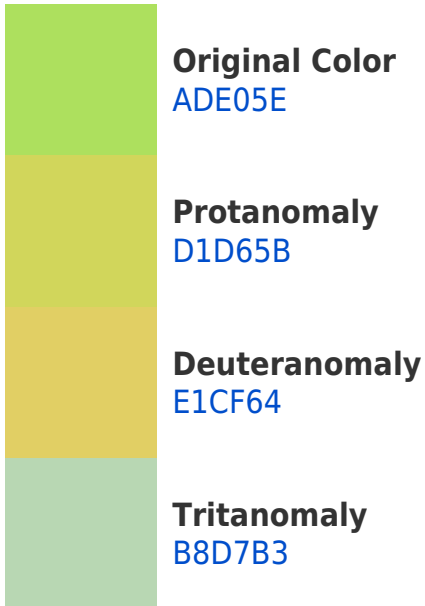 Original Color
ADE05E
Protanomaly
D1D65B
Deuteranomaly
E1CF64
Tritanomaly
B8D7B3